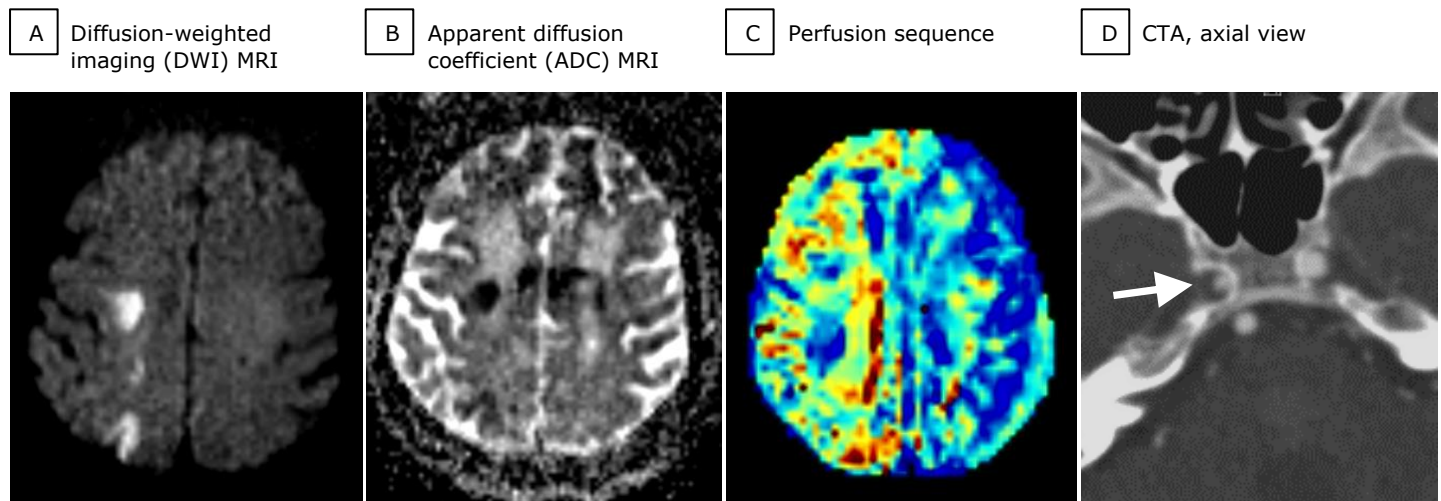 A Diffusion-weighted
imaging (DWI) MRI
B Apparent diffusion
coefficient (ADC) MRI
C Perfusion sequence
D CTA, axial view